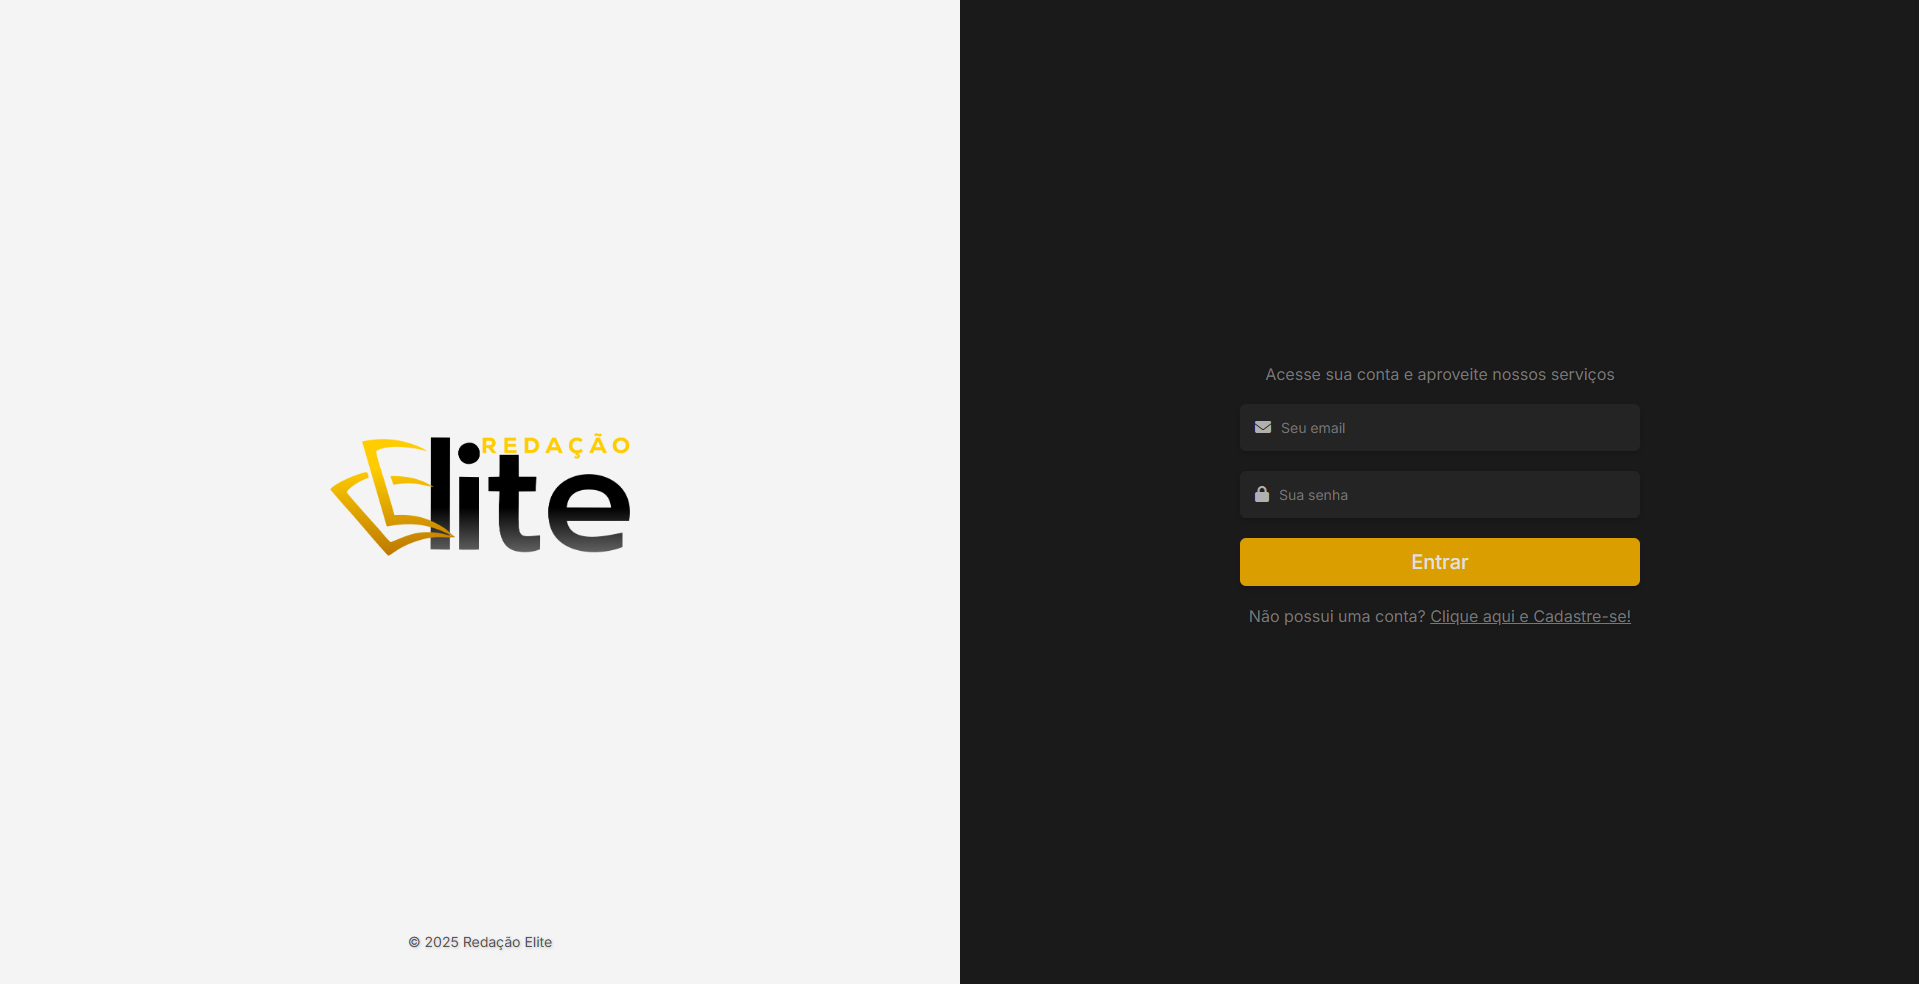 REDAÇÃO
Elite
© 2025 Redação Elite
Acesse sua conta e aproveite nossos serviços
Seu email
Sua senha
Entrar
Não possui uma conta? Clique aqui e Cadastre-se!